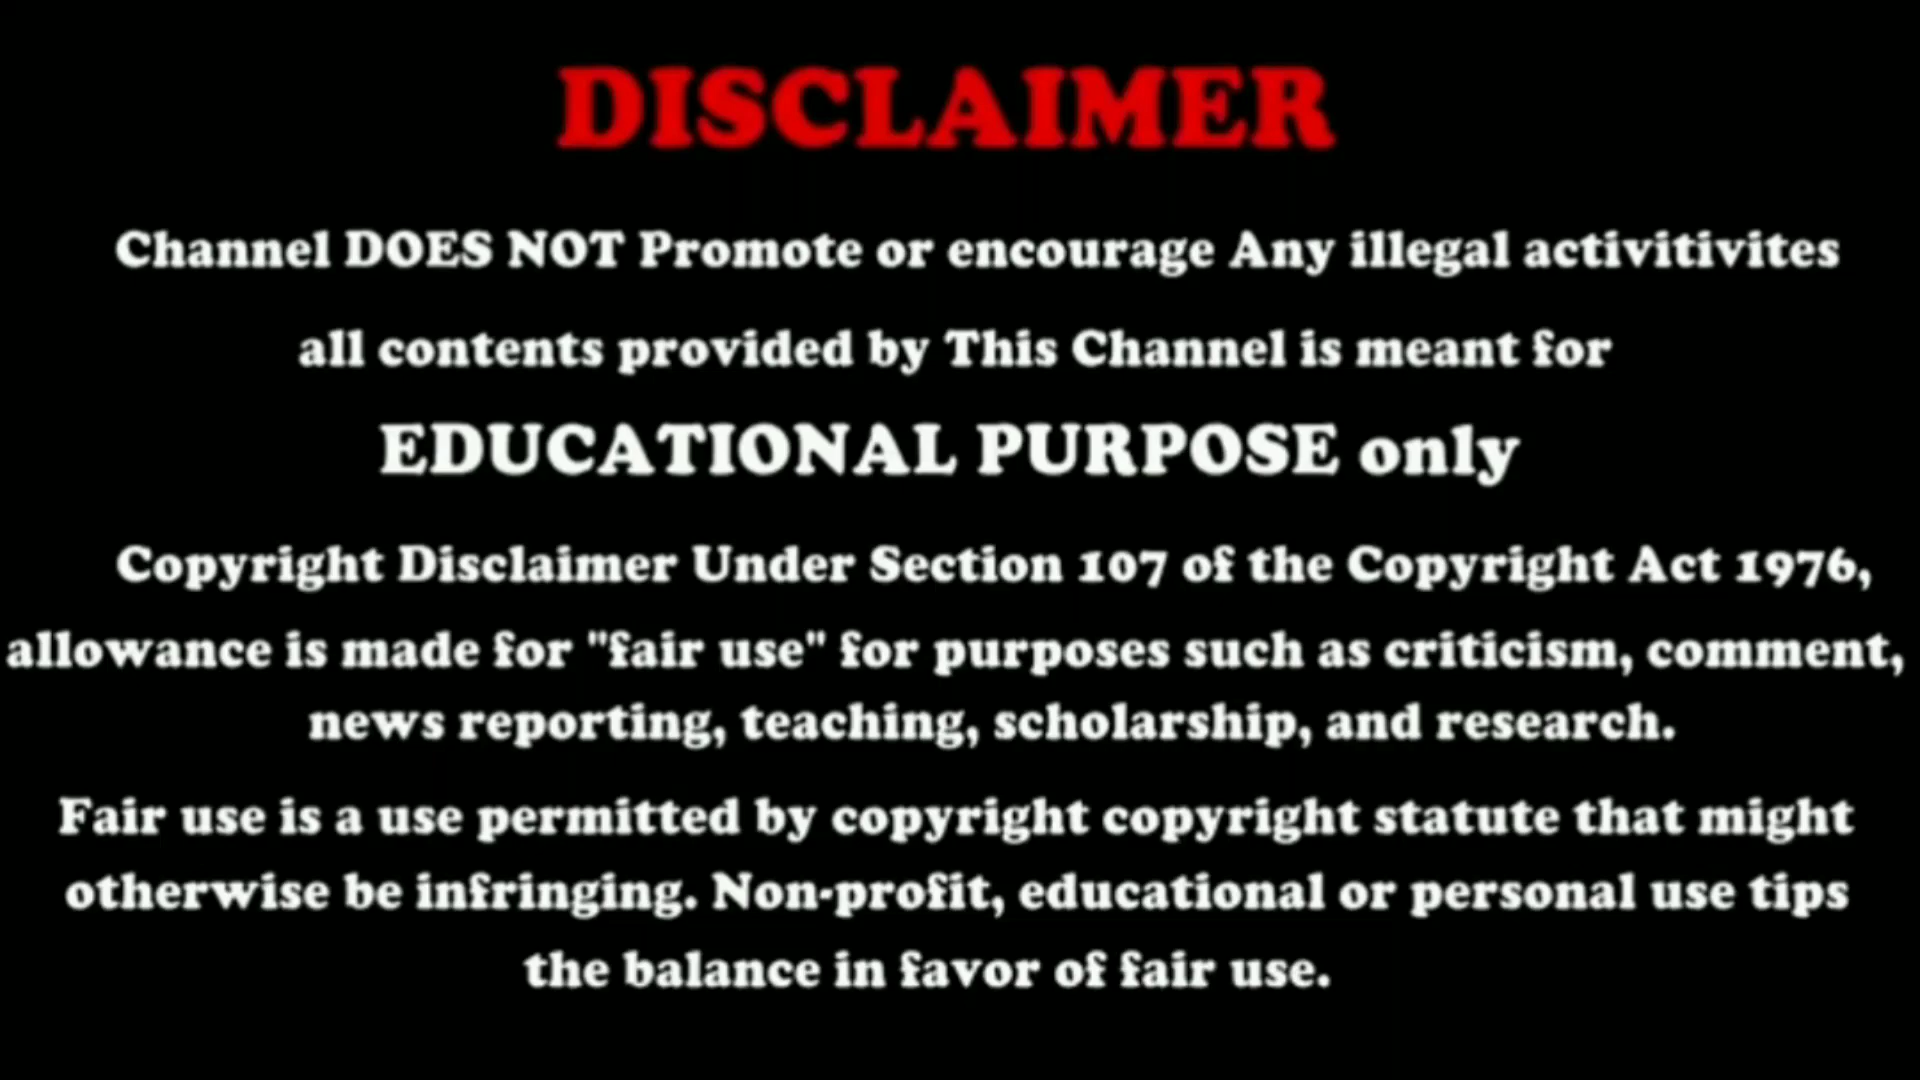 DISCLAIMER
Channel DOES NOT Promote or encourage Any illegal activitivites
all contents provided by This Channel is meant for
EDUCATIONAL PURPOSE only
Copyright Disclaimer Under Section 107 of the Copyright Act 1976,
allowance is made for "fair use" for purposes such as criticism, comment,
news reporting, teaching, scholarship, and research.
Fair use is a use permitted by copyright copyright statute that might
otherwise be infringing. Non-profit, educational or personal use tips
the balance in favor of fair use.